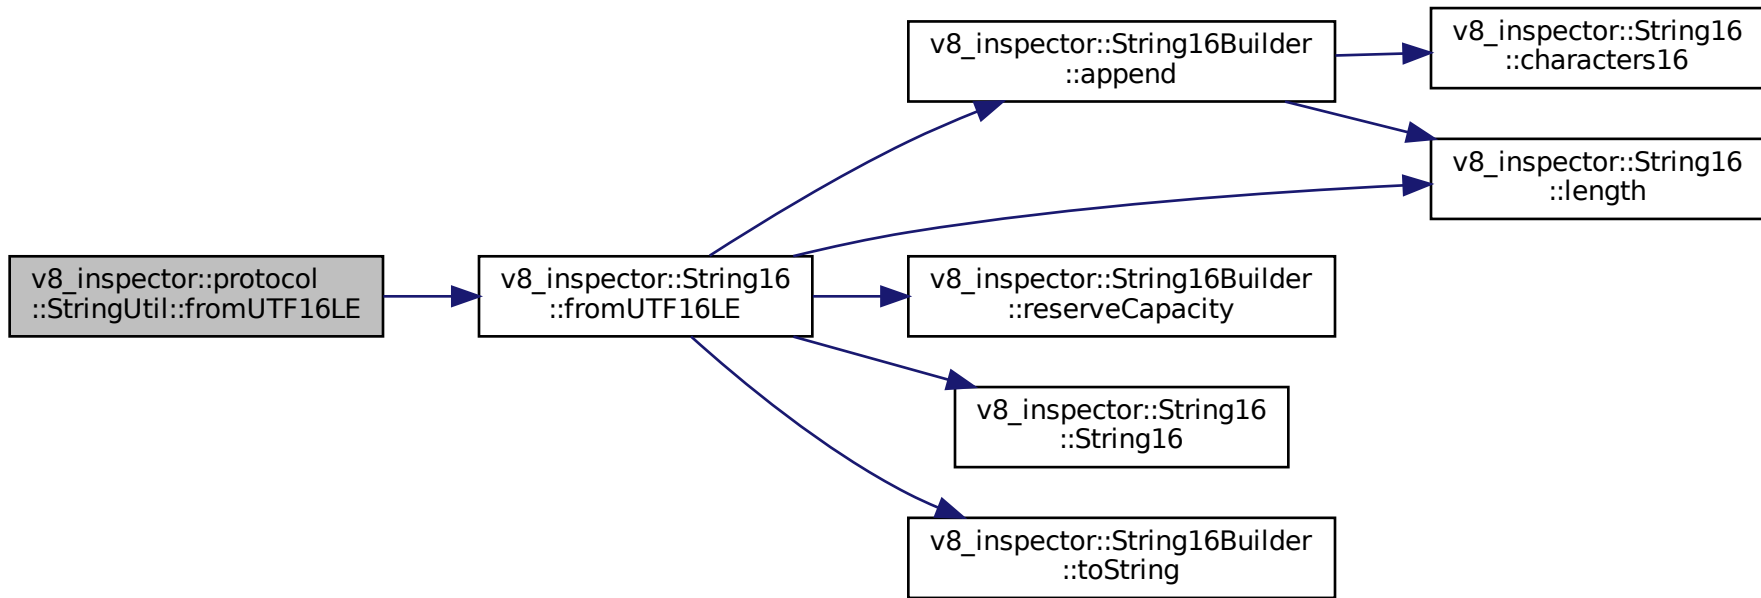 v8_inspector::protocol
::StringUtil::fromUTF16LE
v8_inspector::String16
::fromUTF16LE
v8_inspector::String16Builder
::append
v8_inspector::String16
::characters16
v8_inspector::String16
::length
v8_inspector::String16Builder
::reserveCapacity
v8_inspector::String16
::String16
v8_inspector::String16Builder
::toString